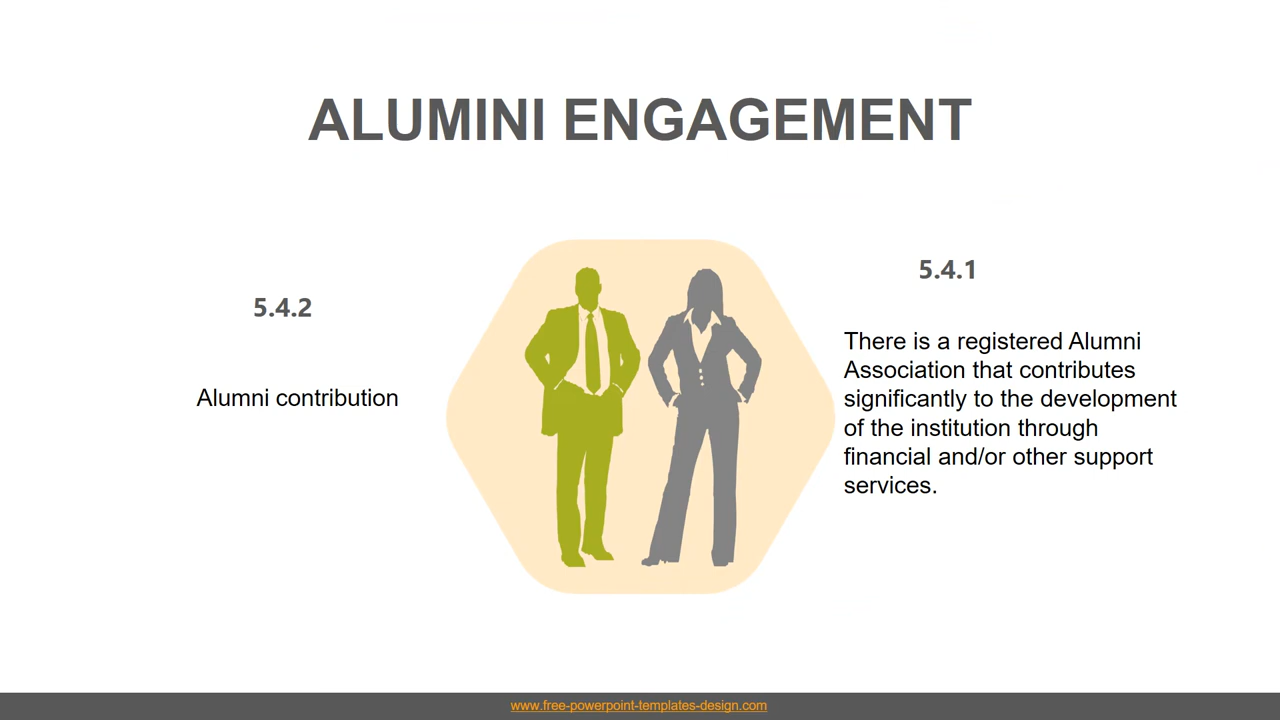 ALUMINI ENGAGEMENT
5.4.2
Alumni contribution
5.4.1
There is a registered Alumni
Association that contributes
significantly to the development
of the institution through
financial and/or other support
services.
www.free-powerpoint-templates-design.com